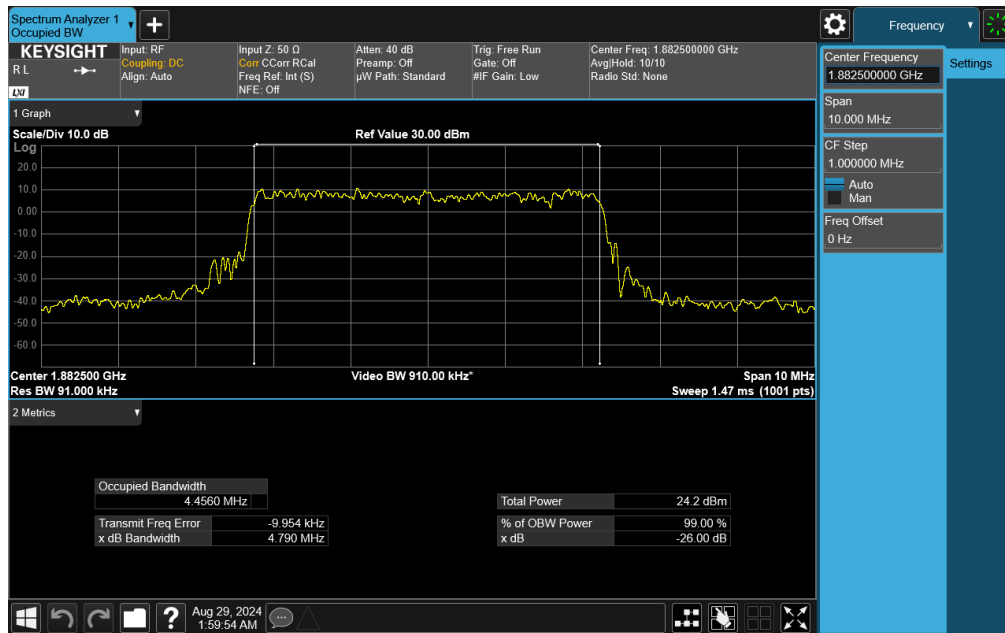 Spectrum Analyzer 1
Occupied BW
Frequency
KEYSIGHT
R L
LXI
Input: RF
Coupling: DC
Align: Auto
Input Z: 50 Ω
Corr CCorr RCal
Freq Ref: Int (S)
NFE: Off
Atten: 40 dB
Preamp: Off
µW Path: Standard
Trig: Free Run
Gate: Off
#IF Gain: Low
Center Freq: 1.882500000 GHz
Avg|Hold: 10/10
Radio Std: None
Center Frequency
1.882500000 GHz
Settings
Span
10.000 MHz
CF Step
1.000000 MHz
Auto
Man
Freq Offset
0 Hz
1 Graph
Scale/Div 10.0 dB
Ref Value 30.00 dBm
Log
20.0
10.0
0.00
-10.0
-20.0
-30.0
-40.0
-50.0
-60.0
Center 1.882500 GHz
Video BW 910.00 kHz*
Span 10 MHz
Res BW 91.000 kHz
Sweep 1.47 ms (1001 pts)
2 Metrics
Occupied Bandwidth
4.4560 MHz
Total Power 24.2 dBm
Transmit Freq Error -9.954 kHz
% of OBW Power 99.00 %
x dB Bandwidth 4.790 MHz
x dB -26.00 dB
?
Aug 29, 2024
1:59:54 AM